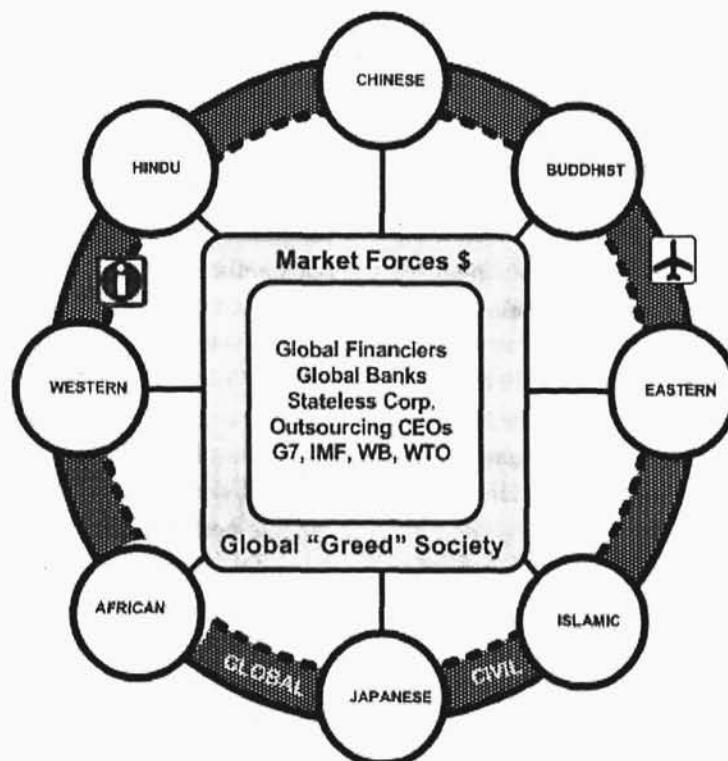 CHINESE
HINDU
BUDDHIST
Market Forces $
i
Global Financiers
Global Banks
Stateless Corp.
Outsourcing CEOs
G7, IMF, WB, WTO
WESTERN
EASTERN
Global "Greed" Society
AFRICAN
ISLAMIC
GLOBAL
CIVIL
JAPANESE